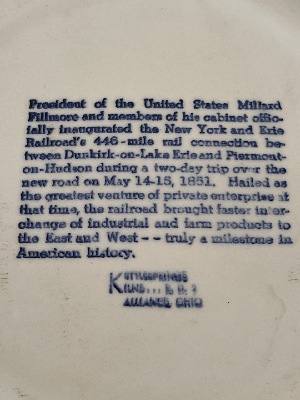 President of the United States Millard
Fillmore and members of his cabinet offic-
ially inaugurated the New York and Erie
Railroad's 446-mile rail connection be-
tween Dunkirk-on-Lake Erie and Piermont-
on-Hudson during a two-day trip over the
new road on May 14-15, 1851. Hailed as
the greatest venture of private enterprise at
that time, the railroad brought faster inter-
change of industrial and farm products to
the East and West -- truly a milestone in
American history.
KETTLESPRINGS
KILNS...
ALLIANCE, OHIO